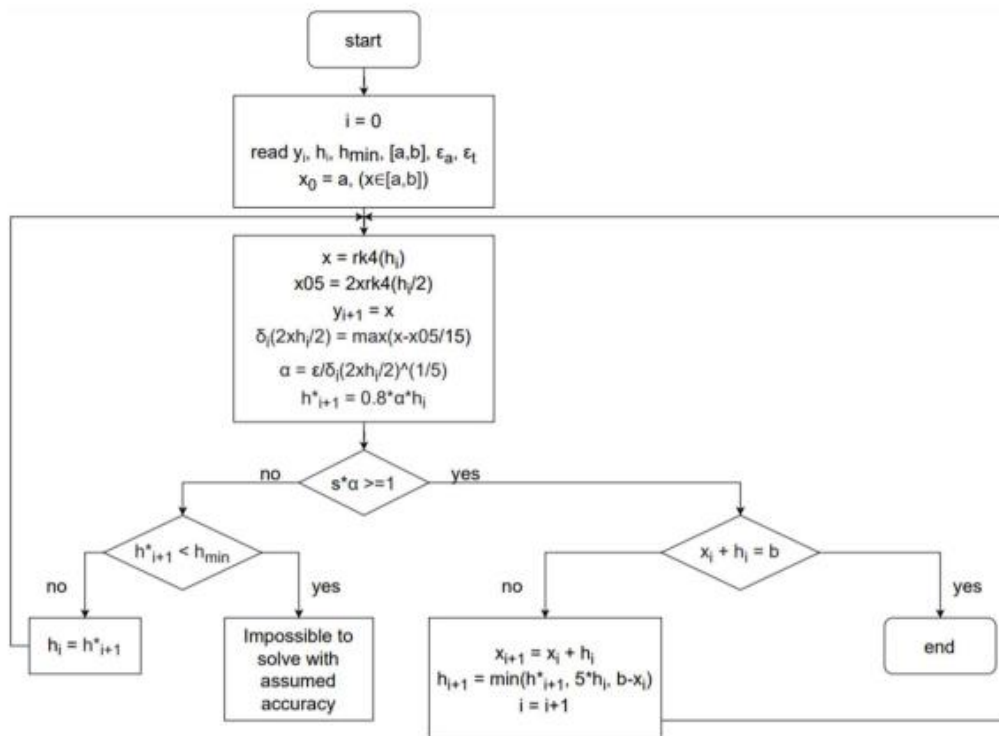 start
i = 0
read yᵢ, hᵢ, hₘᵢₙ, [a,b], εₐ, εₜ
x₀ = a, (x∈[a,b])
x = rk4(hᵢ)
x05 = 2xrk4(hᵢ/2)
yᵢ₊₁ = x
δᵢ(2xhᵢ/2) = max(x-x05/15)
α = ε/δᵢ(2xhᵢ/2)^(1/5)
h*ᵢ₊₁ = 0.8*α*hᵢ
no
s*α >=1
yes
h*ᵢ₊₁ < hₘᵢₙ
xᵢ + hᵢ = b
no
yes
no
yes
hᵢ = h*ᵢ₊₁
Impossible to
solve with
assumed
accuracy
xᵢ₊₁ = xᵢ + hᵢ
hᵢ₊₁ = min(h*ᵢ₊₁, 5*hᵢ, b-xᵢ)
i = i+1
end